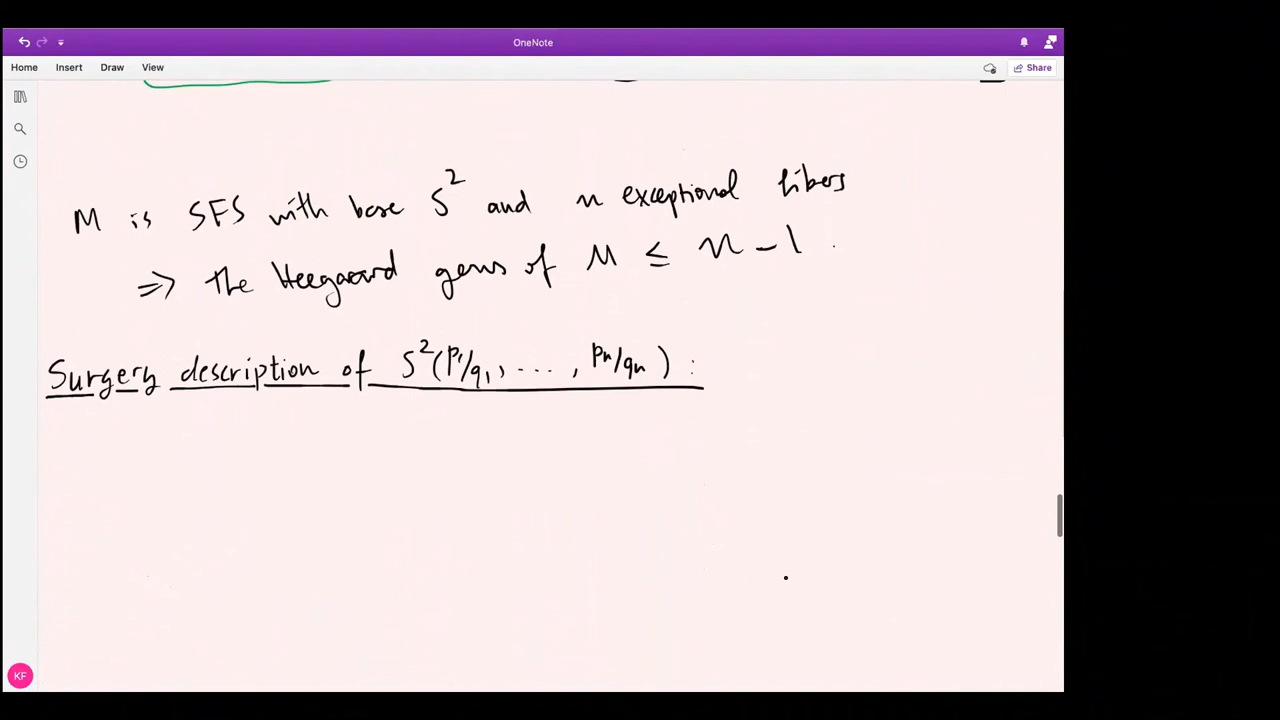 OneNote
Home Insert Draw View Share
M is SFS with base S² and n exceptional fibers
⇒ the Heegaard genus of M ≤ n-1.
Surgery description of S²(p₁/q₁, ..., pₙ/qₙ):
KF